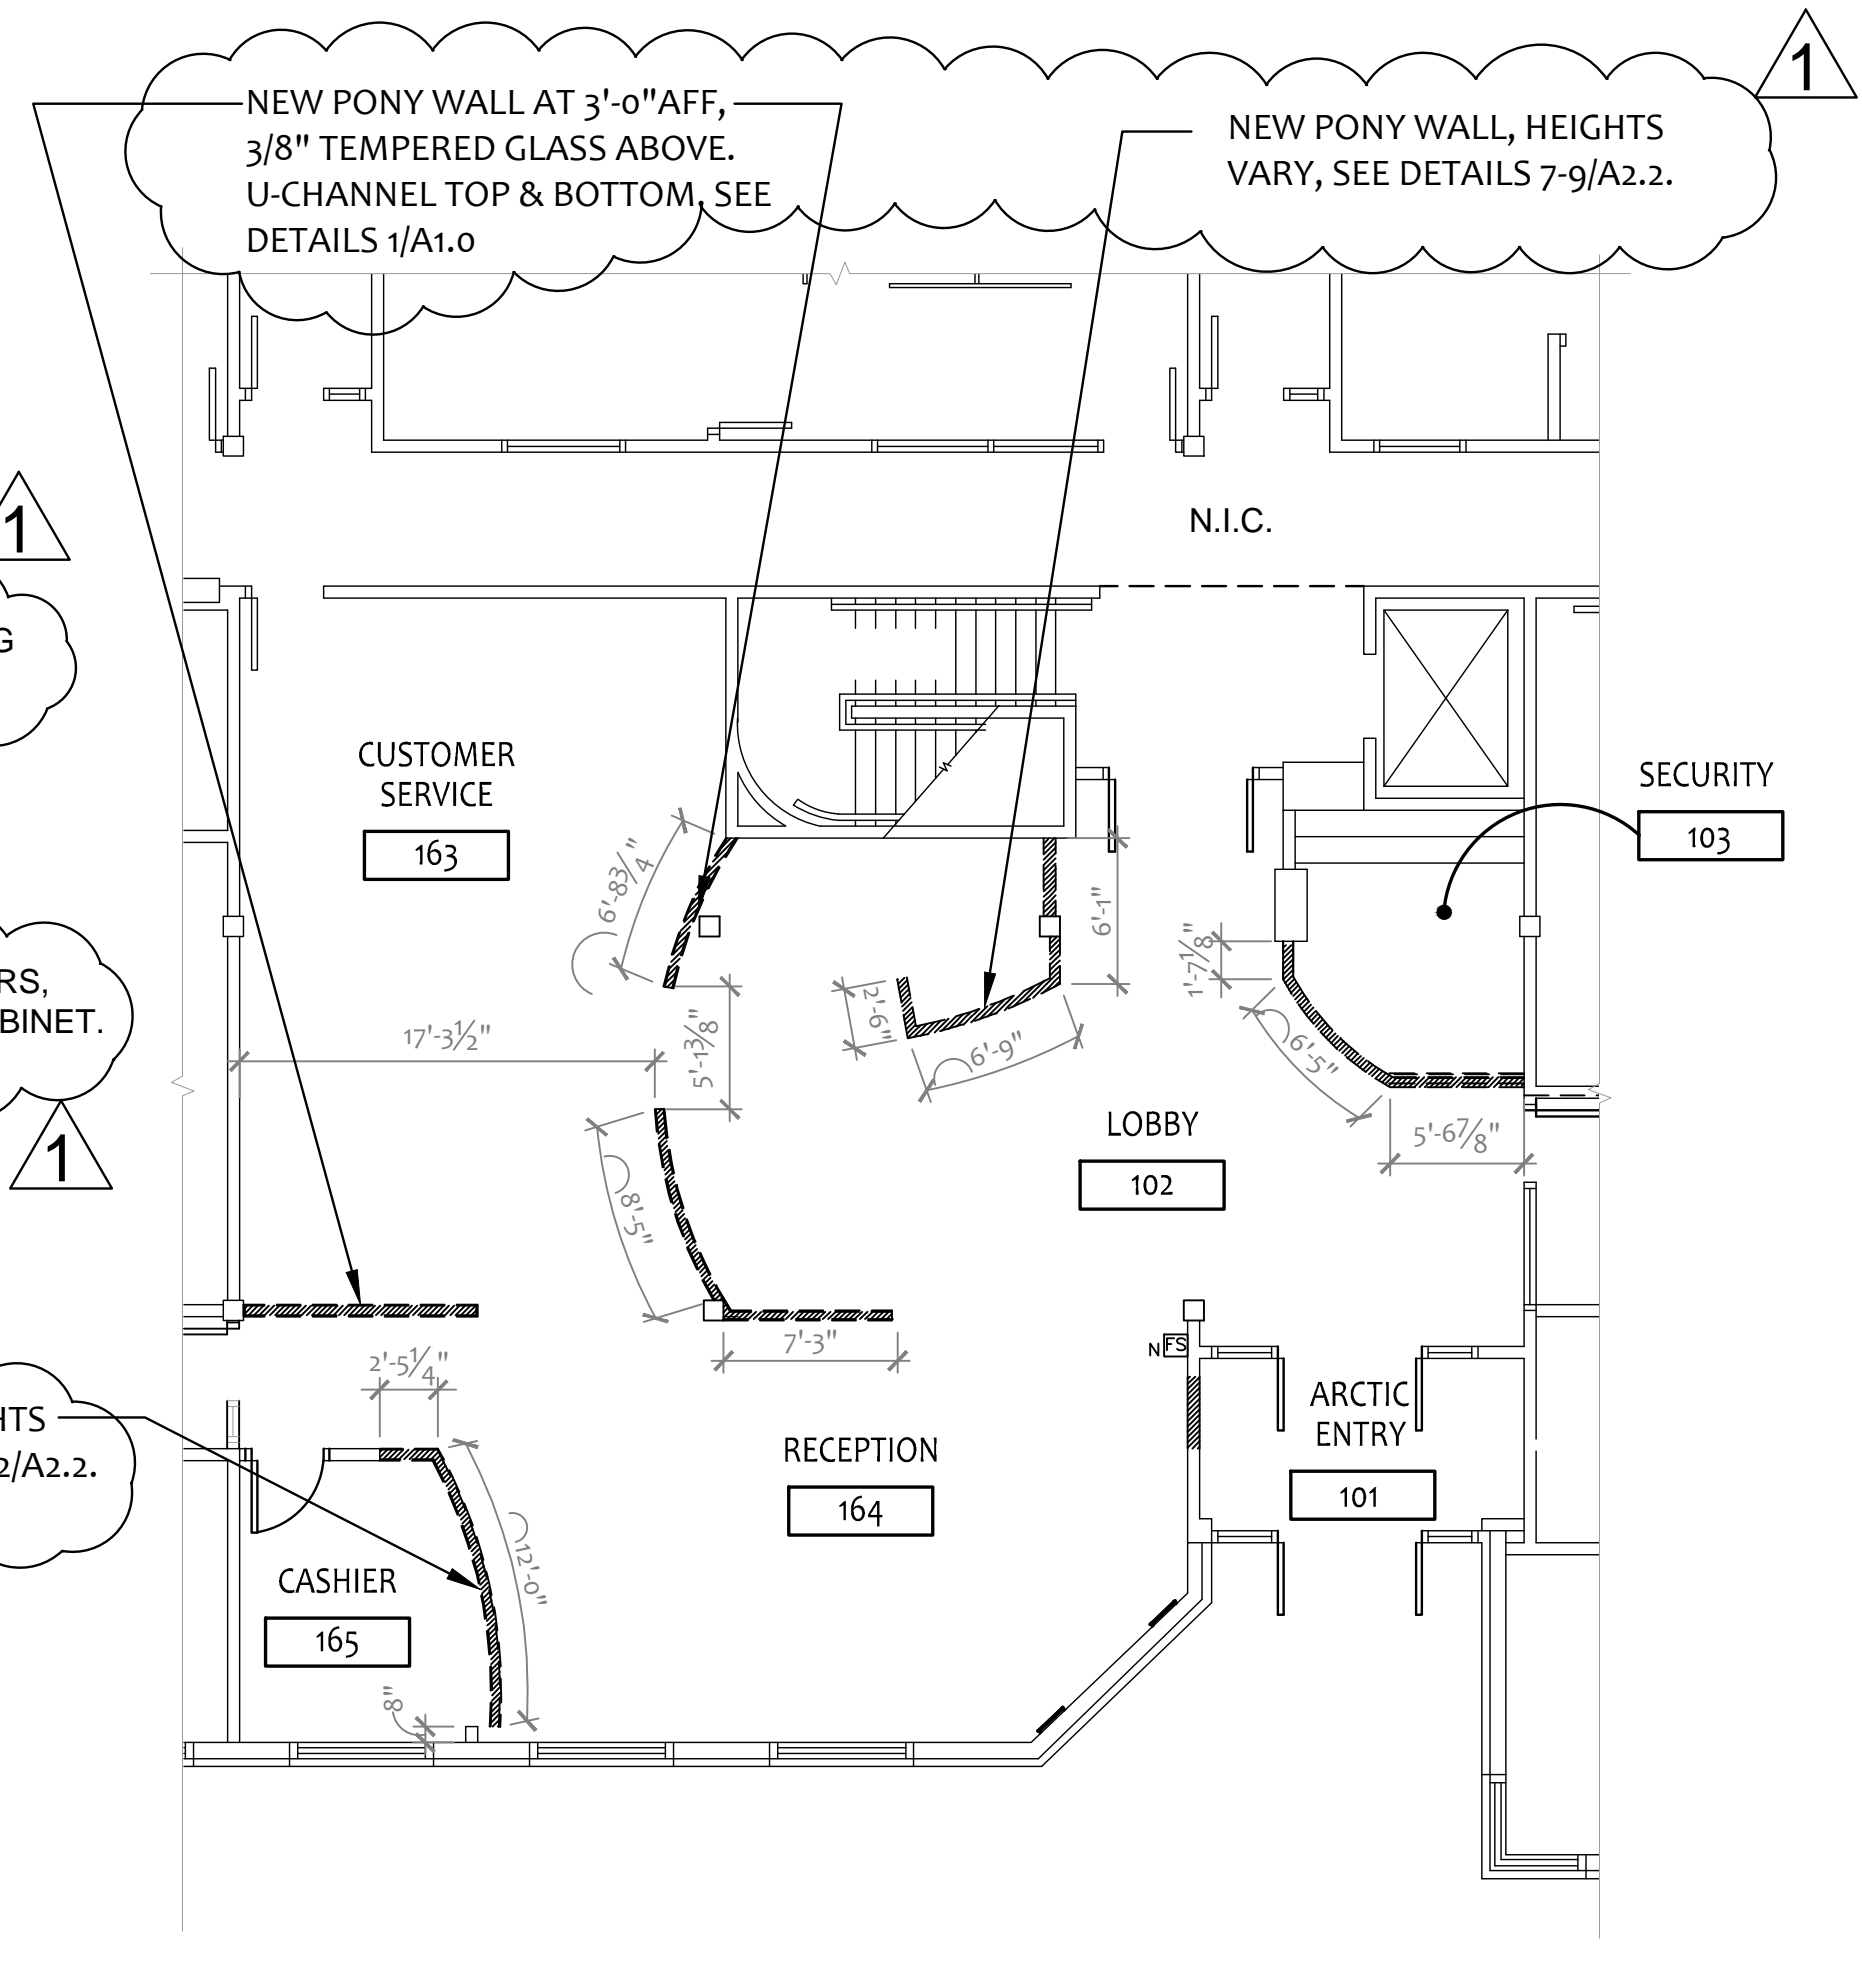 1
NEW PONY WALL AT 3'-0"AFF,
3/8" TEMPERED GLASS ABOVE.
U-CHANNEL TOP & BOTTOM. SEE
DETAILS 1/A1.0
NEW PONY WALL, HEIGHTS
VARY, SEE DETAILS 7-9/A2.2.
1
N.I.C.
G
CUSTOMER
SERVICE
163
SECURITY
103
6'-8 3/4"
6'-1"
1'-7 1/8"
RS,
BINET.
2'-6"
17'-3 1/2"
5'-1 3/8"
6'-9"
6'-5"
1
LOBBY
102
5'-6 7/8"
8'-5"
7'-3"
2'-5 1/4"
N FS
HTS
2/A2.2.
ARCTIC
ENTRY
101
RECEPTION
164
12'-0"
CASHIER
165
8"